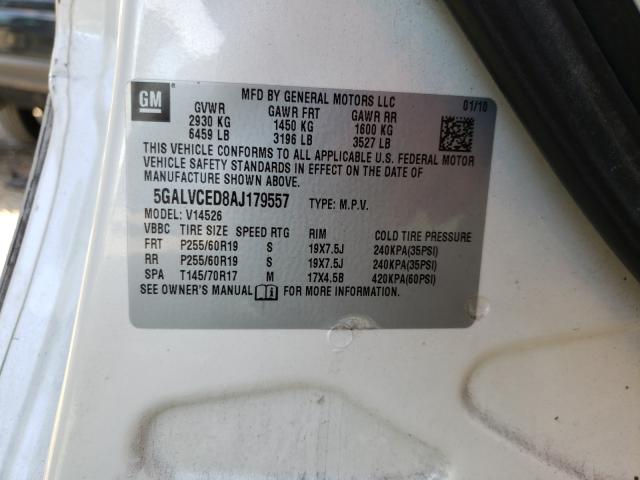 GM
MFD BY GENERAL MOTORS LLC 01/10
GVWR GAWR FRT GAWR RR
2930 KG 1450 KG 1600 KG
6459 LB 3196 LB 3527 LB
THIS VEHICLE CONFORMS TO ALL APPLICABLE U.S. FEDERAL MOTOR
VEHICLE SAFETY STANDARDS IN EFFECT ON THE DATE OF
MANUFACTURE SHOWN ABOVE.
5GALVCED8AJ179557 TYPE: M.P.V.
MODEL: V14526
VBBC TIRE SIZE SPEED RTG RIM COLD TIRE PRESSURE
FRT P255/60R19 S 19X7.5J 240KPA(35PSI)
RR P255/60R19 S 19X7.5J 240KPA(35PSI)
SPA T145/70R17 M 17X4.5B 420KPA(60PSI)
SEE OWNER'S MANUAL FOR MORE INFORMATION.